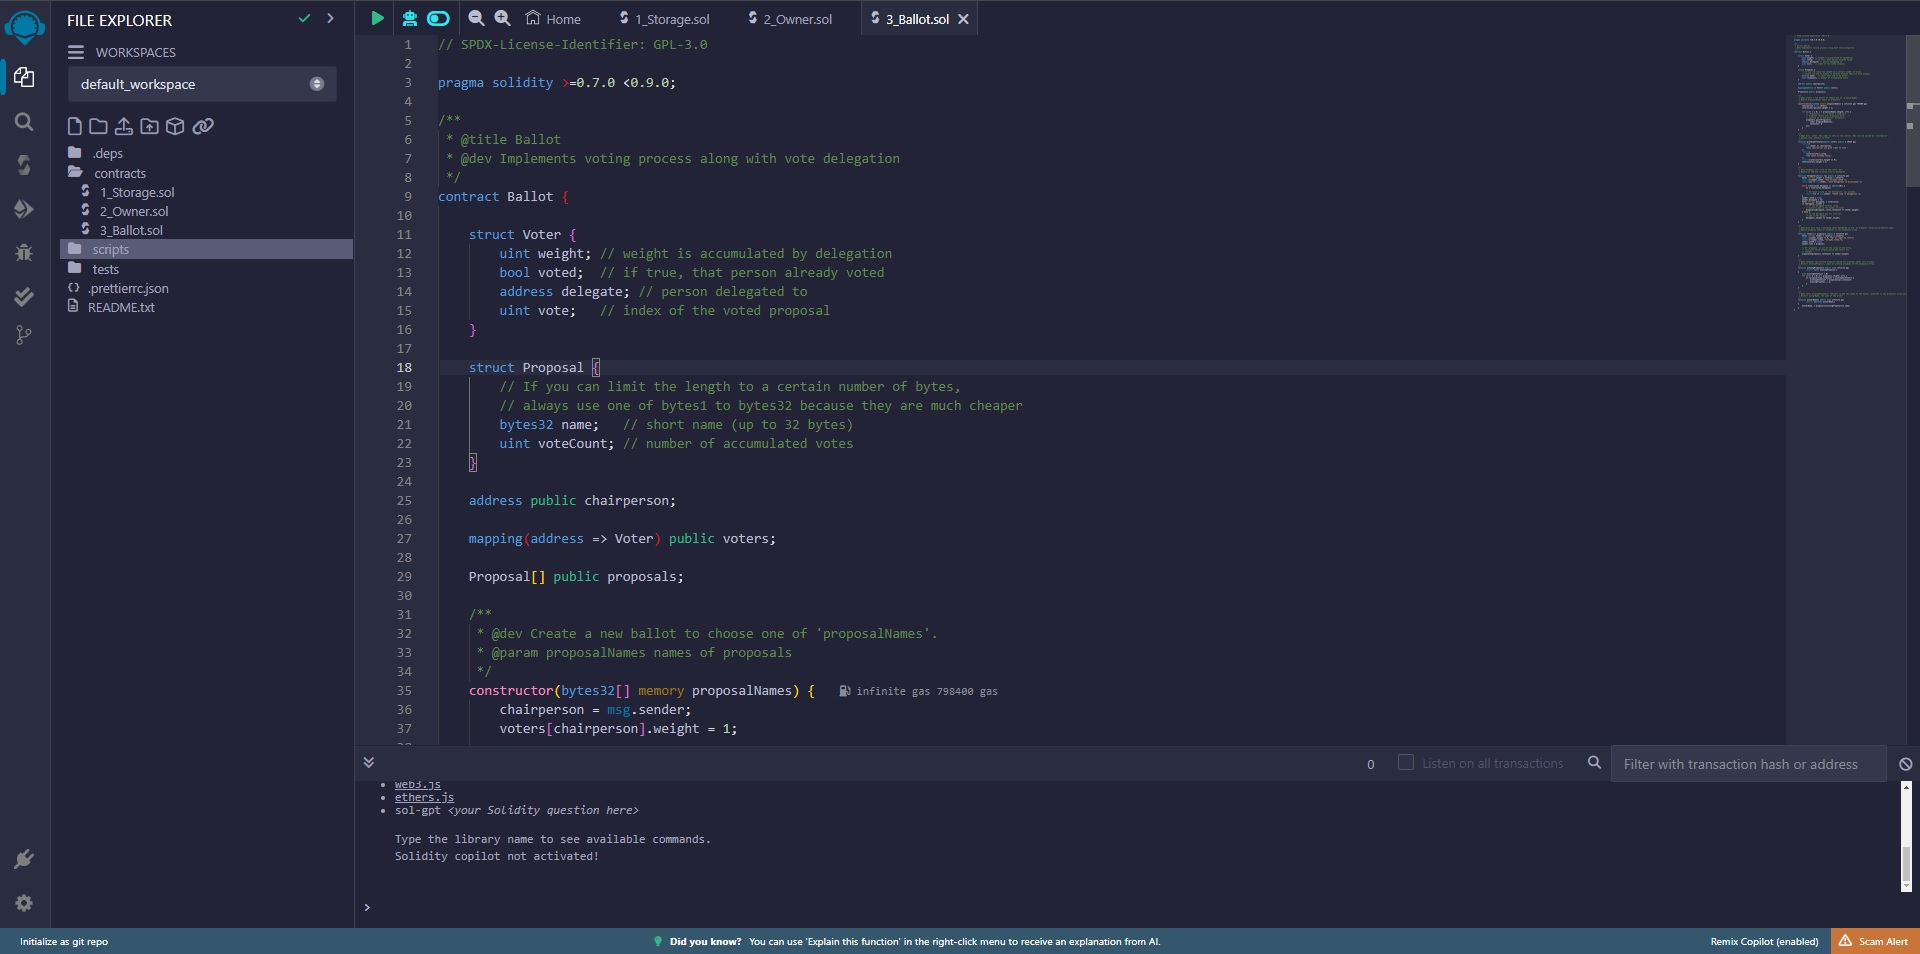 FILE EXPLORER
WORKSPACES
default_workspace
.deps
contracts
1_Storage.sol
2_Owner.sol
3_Ballot.sol
scripts
tests
.prettierrc.json
README.txt
Home
1_Storage.sol
2_Owner.sol
3_Ballot.sol
1 // SPDX-License-Identifier: GPL-3.0
2
3 pragma solidity >=0.7.0 <0.9.0;
4
5 /**
6 * @title Ballot
7 * @dev Implements voting process along with vote delegation
8 */
9 contract Ballot {
10
11 struct Voter {
12 uint weight; // weight is accumulated by delegation
13 bool voted; // if true, that person already voted
14 address delegate; // person delegated to
15 uint vote; // index of the voted proposal
16 }
17
18 struct Proposal {
19 // If you can limit the length to a certain number of bytes,
20 // always use one of bytes1 to bytes32 because they are much cheaper
21 bytes32 name; // short name (up to 32 bytes)
22 uint voteCount; // number of accumulated votes
23 }
24
25 address public chairperson;
26
27 mapping(address => Voter) public voters;
28
29 Proposal[] public proposals;
30
31 /**
32 * @dev Create a new ballot to choose one of 'proposalNames'.
33 * @param proposalNames names of proposals
34 */
35 constructor(bytes32[] memory proposalNames) { infinite gas 798400 gas
36 chairperson = msg.sender;
37 voters[chairperson].weight = 1;
0
Listen on all transactions
Filter with transaction hash or address
web3.js
ethers.js
sol-gpt <your Solidity question here>
Type the library name to see available commands.
Solidity copilot not activated!
>
Initialize as git repo
Did you know? You can use 'Explain this function' in the right-click menu to receive an explanation from AI.
Remix Copilot (enabled)
Scam Alert